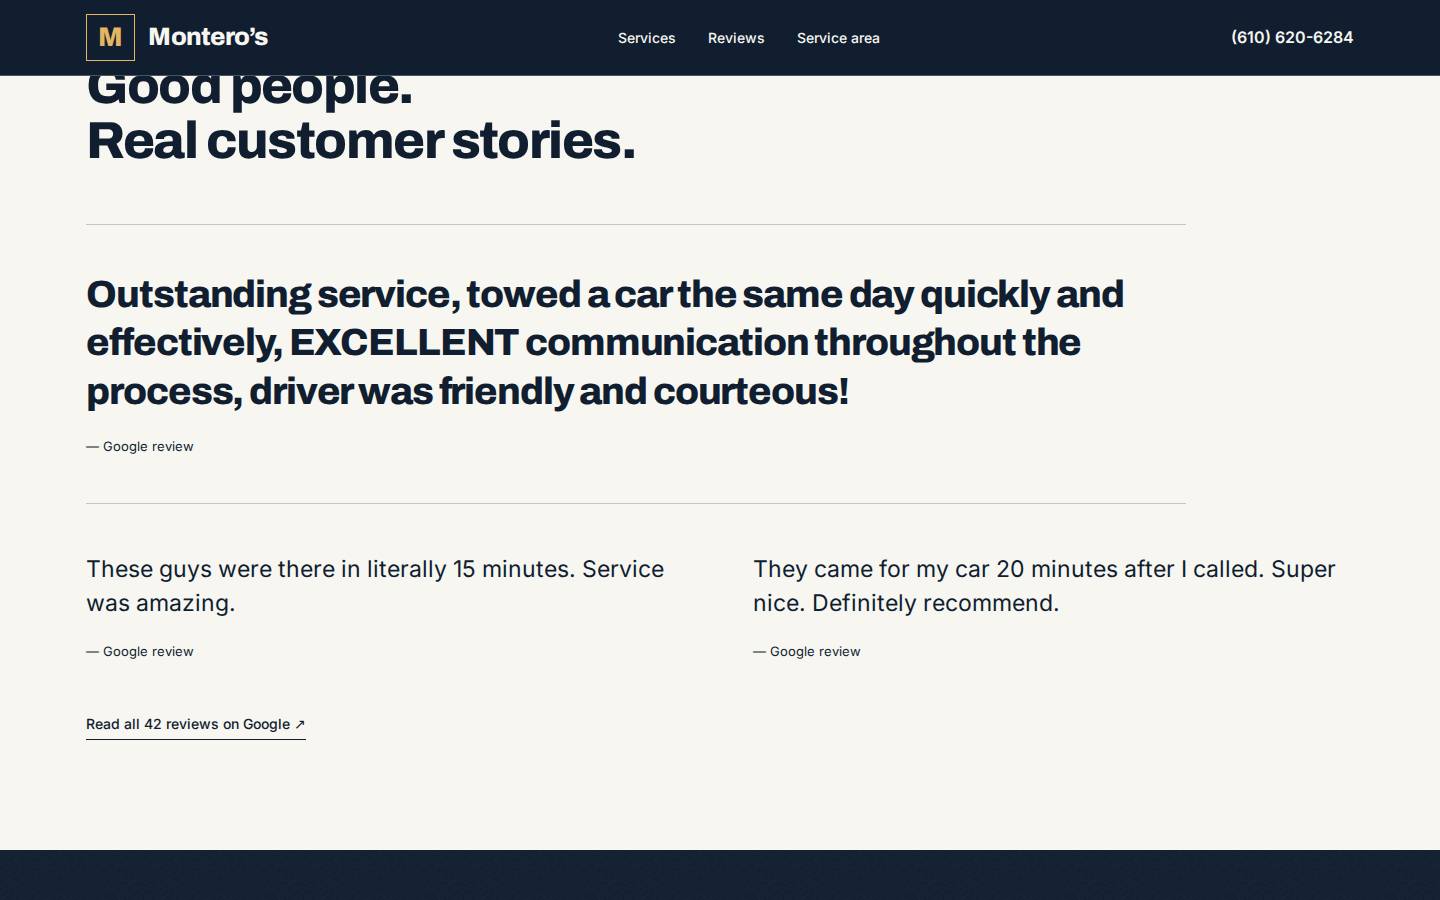 M Montero’s
Services Reviews Service area
(610) 620-6284
Good people.
Real customer stories.
Outstanding service, towed a car the same day quickly and
effectively, EXCELLENT communication throughout the
process, driver was friendly and courteous!
— Google review
These guys were there in literally 15 minutes. Service
was amazing.
— Google review
They came for my car 20 minutes after I called. Super
nice. Definitely recommend.
— Google review
Read all 42 reviews on Google ↗